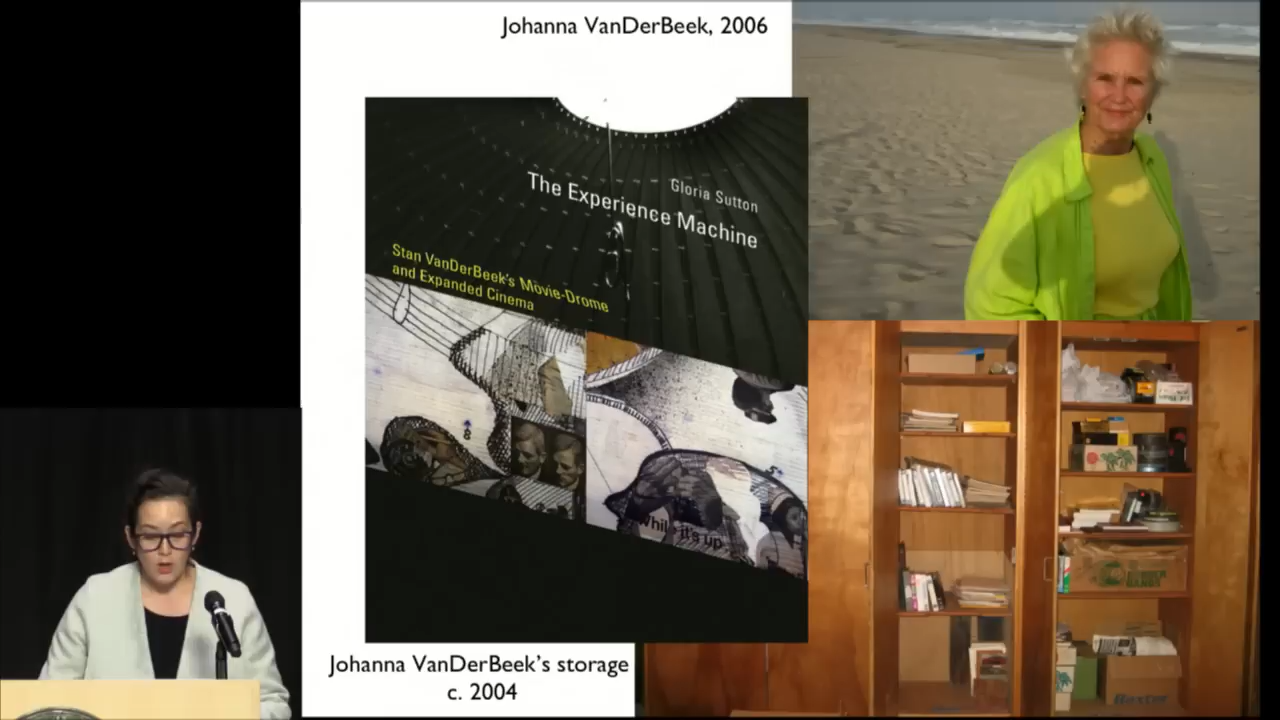 Johanna VanDerBeek, 2006
Gloria Sutton
The Experience Machine
Stan VanDerBeek's Movie-Drome
and Expanded Cinema
While it's up
Johanna VanDerBeek's storage
c. 2004
Baxter